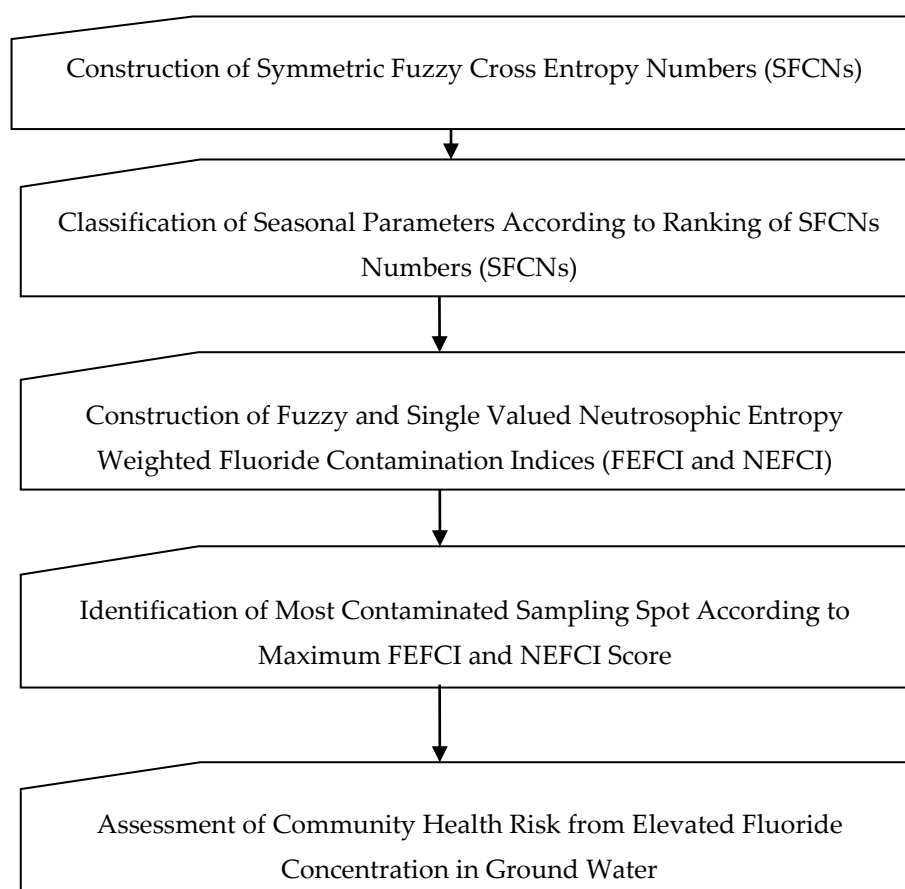 Construction of Symmetric Fuzzy Cross Entropy Numbers (SFCNs)
Classification of Seasonal Parameters According to Ranking of SFCNs
Numbers (SFCNs)
Construction of Fuzzy and Single Valued Neutrosophic Entropy
Weighted Fluoride Contamination Indices (FEFCI and NEFCI)
Identification of Most Contaminated Sampling Spot According to
Maximum FEFCI and NEFCI Score
Assessment of Community Health Risk from Elevated Fluoride
Concentration in Ground Water